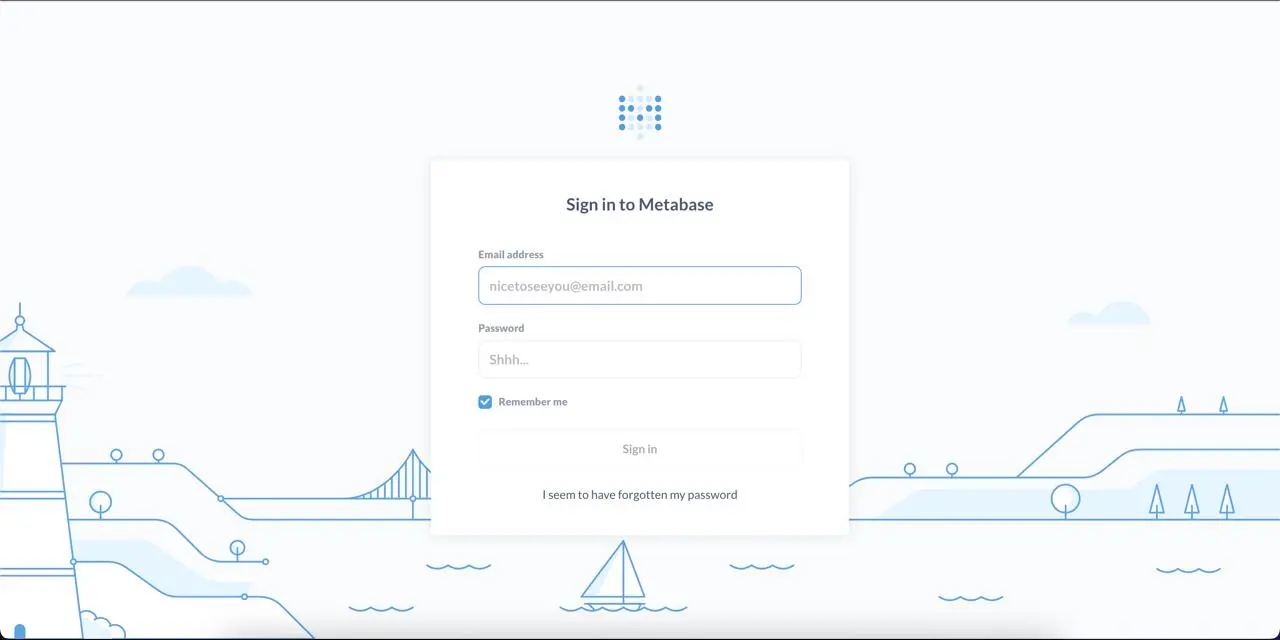 Sign in to Metabase
Email address
nicetoseeyou@email.com
Password
Shhh...
Remember me
Sign in
I seem to have forgotten my password